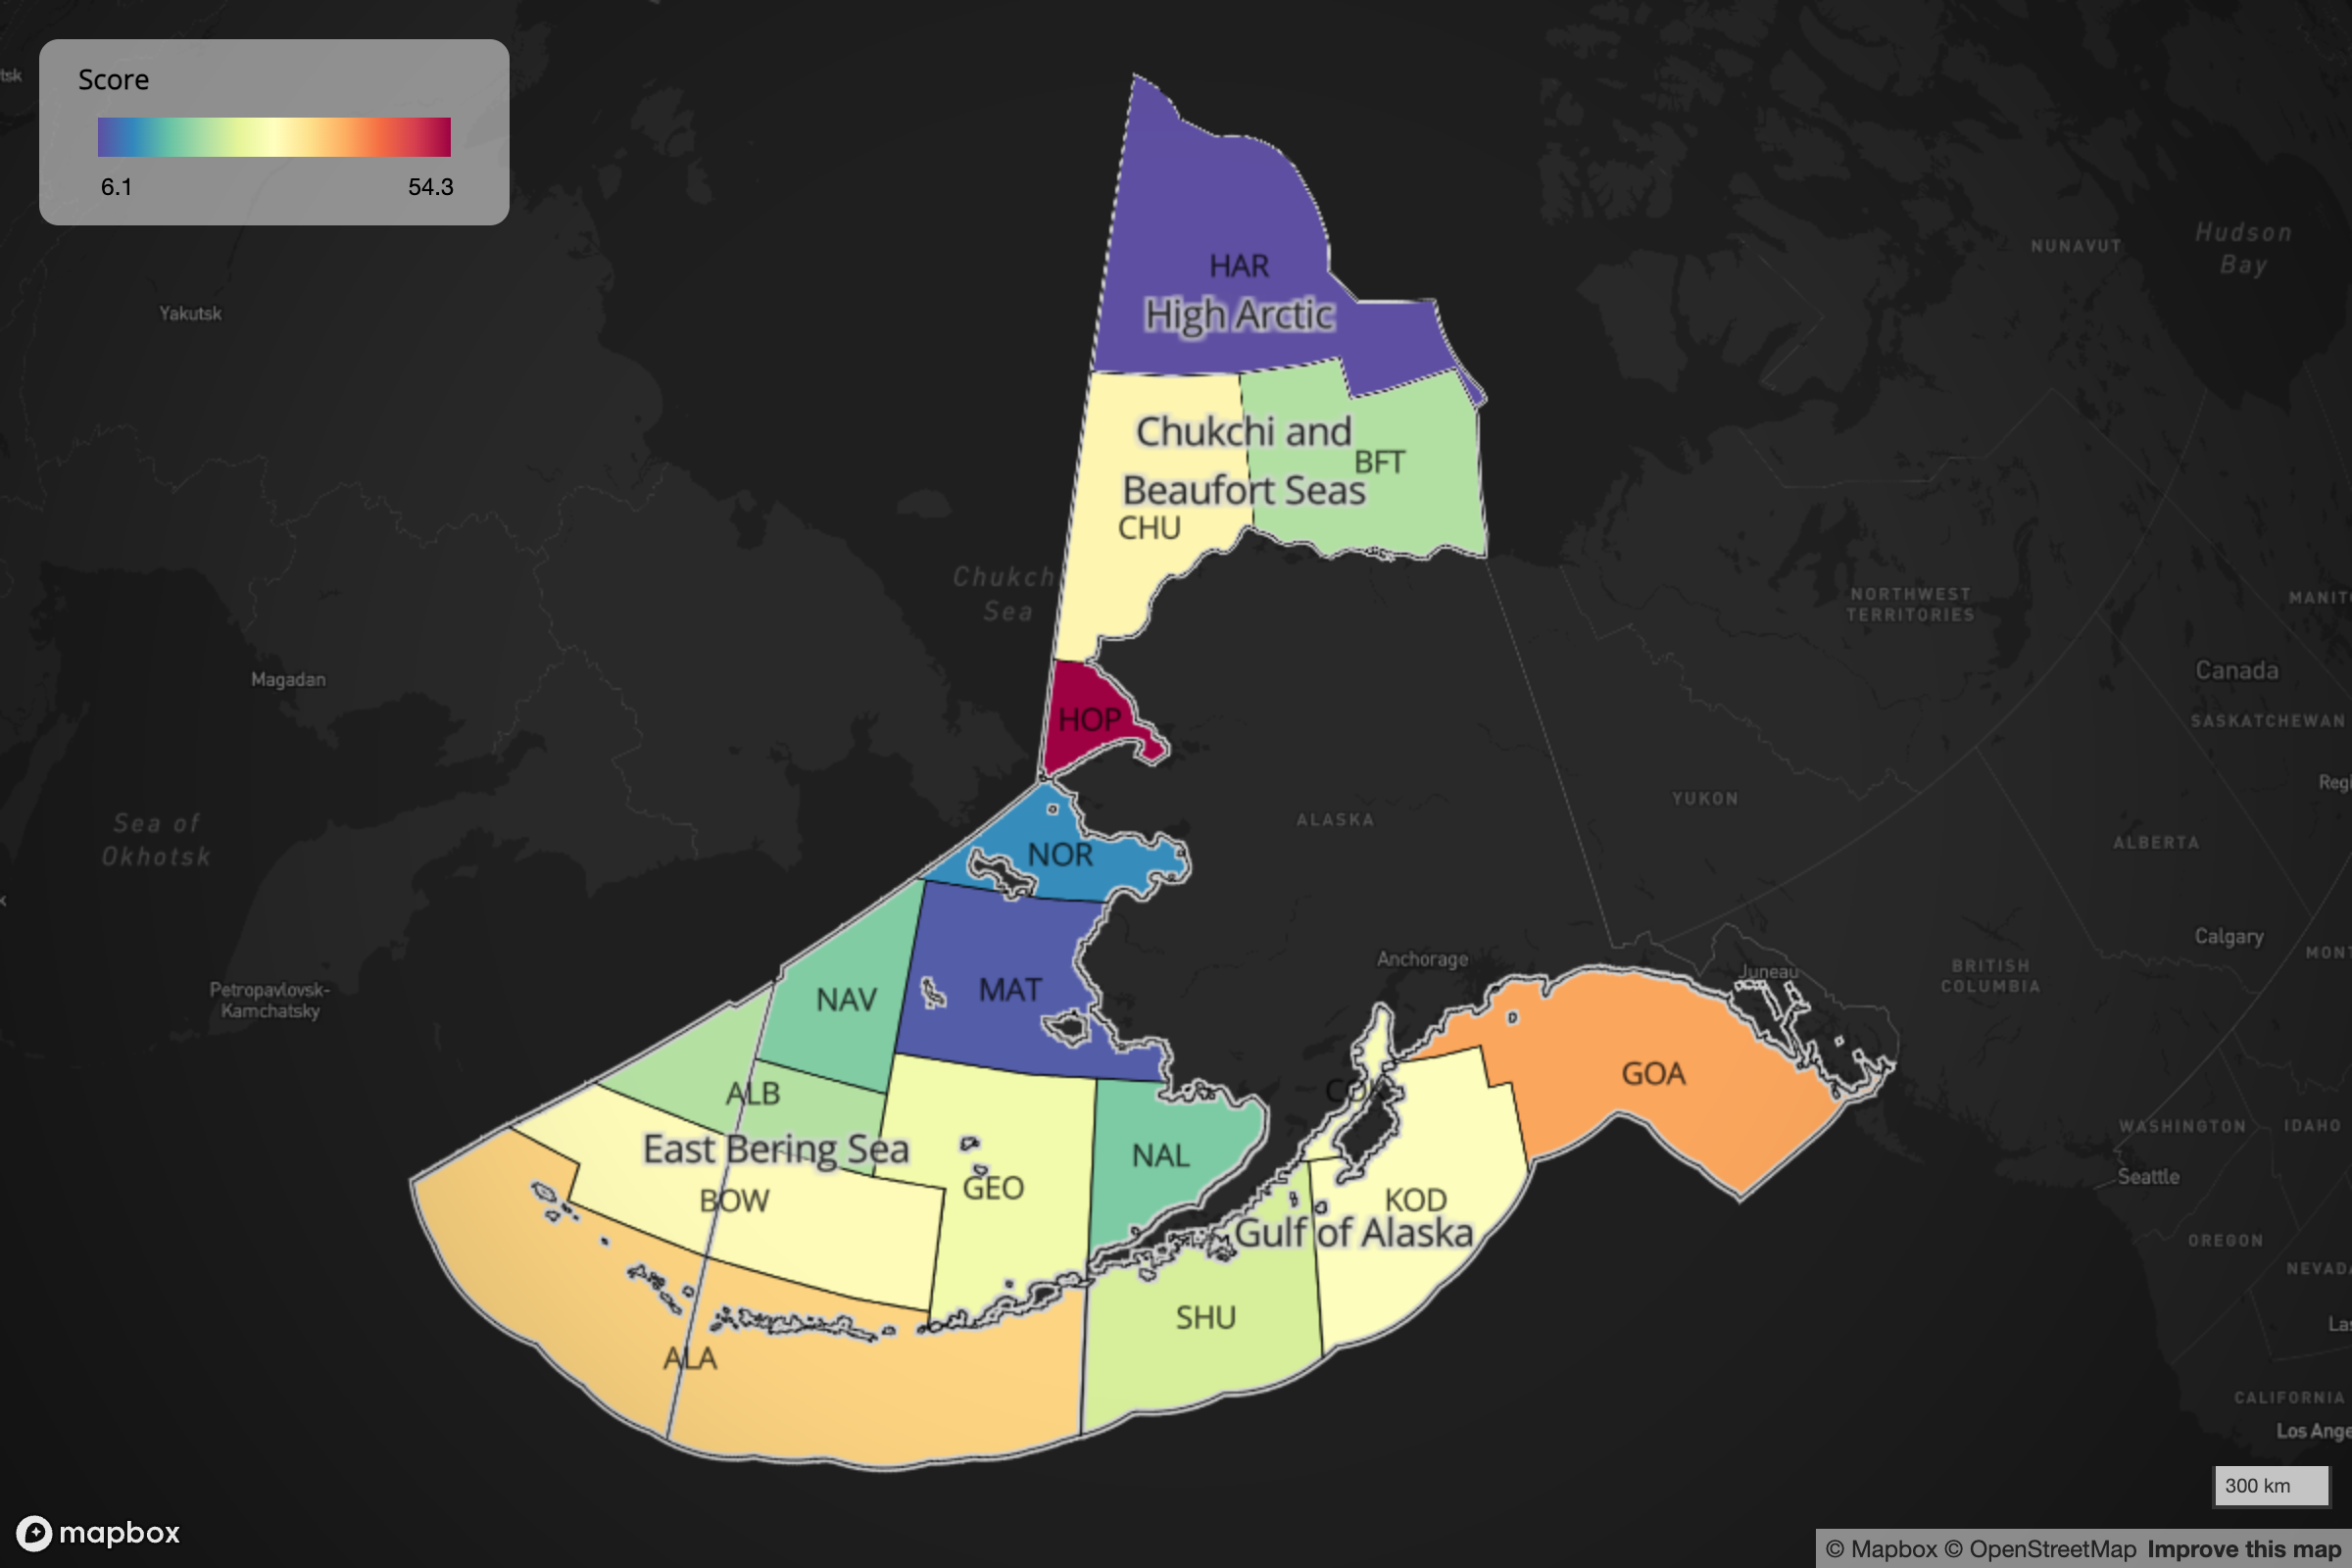 Score
6.1 54.3
tsk
Yakutsk
Magadan
Sea of
Okhotsk
Petropavlovsk-
Kamchatsky
Chukch
Sea
HAR
High Arctic
Chukchi and
Beaufort Seas
BFT
CHU
HOP
NOR
NAV
MAT
ALB
East Bering Sea
BOW
GEO
NAL
ALA
SHU
KOD
Gulf of Alaska
GOA
ALASKA
Anchorage
Juneau
YUKON
NUNAVUT
Hudson
Bay
NORTHWEST
TERRITORIES
MANIT
Canada
SASKATCHEWAN
Regi
ALBERTA
Calgary
MONT
BRITISH
COLUMBIA
WASHINGTON
IDAHO
Seattle
OREGON
NEVADA
Las
CALIFORNIA
Los Ange
300 km
mapbox
© Mapbox © OpenStreetMap Improve this map